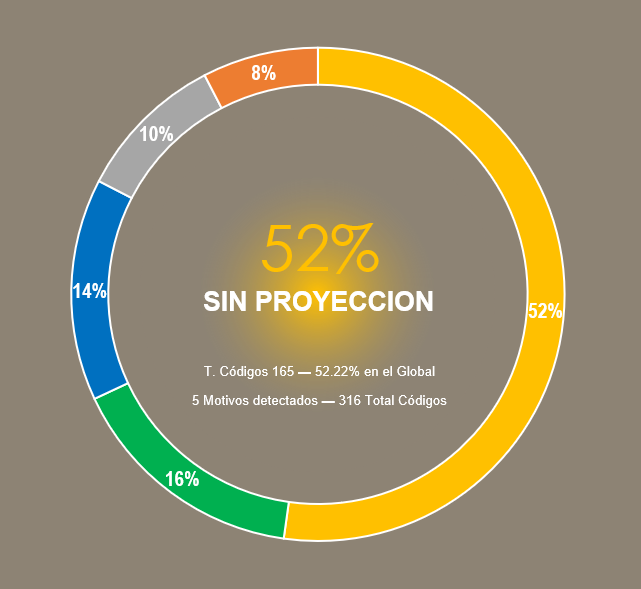 8%
10%
52%
SIN PROYECCION
14%
52%
T. Códigos 165 — 52.22% en el Global
5 Motivos detectados — 316 Total Códigos
16%